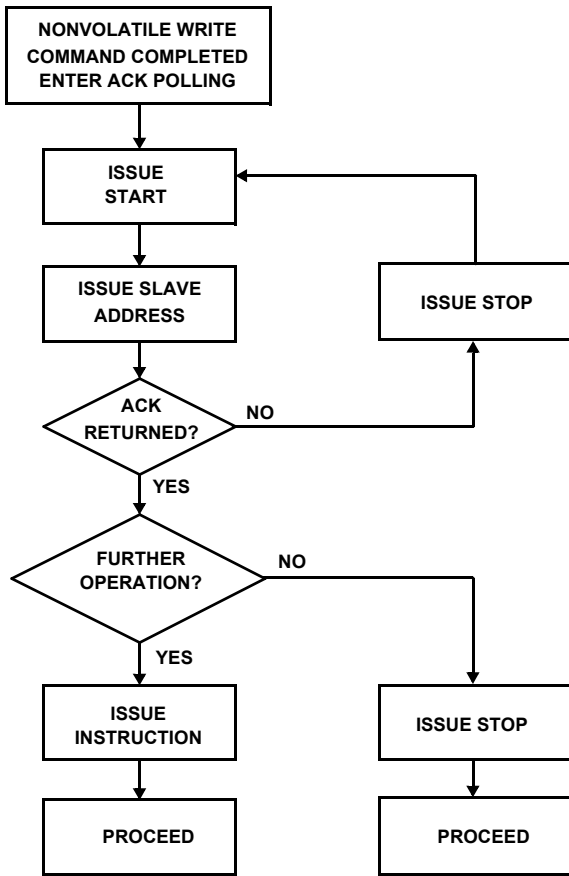 NONVOLATILE WRITE
COMMAND COMPLETED
ENTER ACK POLLING
ISSUE
START
ISSUE SLAVE
ADDRESS
ISSUE STOP
ACK
RETURNED?
NO
YES
FURTHER
OPERATION?
NO
YES
ISSUE
INSTRUCTION
ISSUE STOP
PROCEED
PROCEED